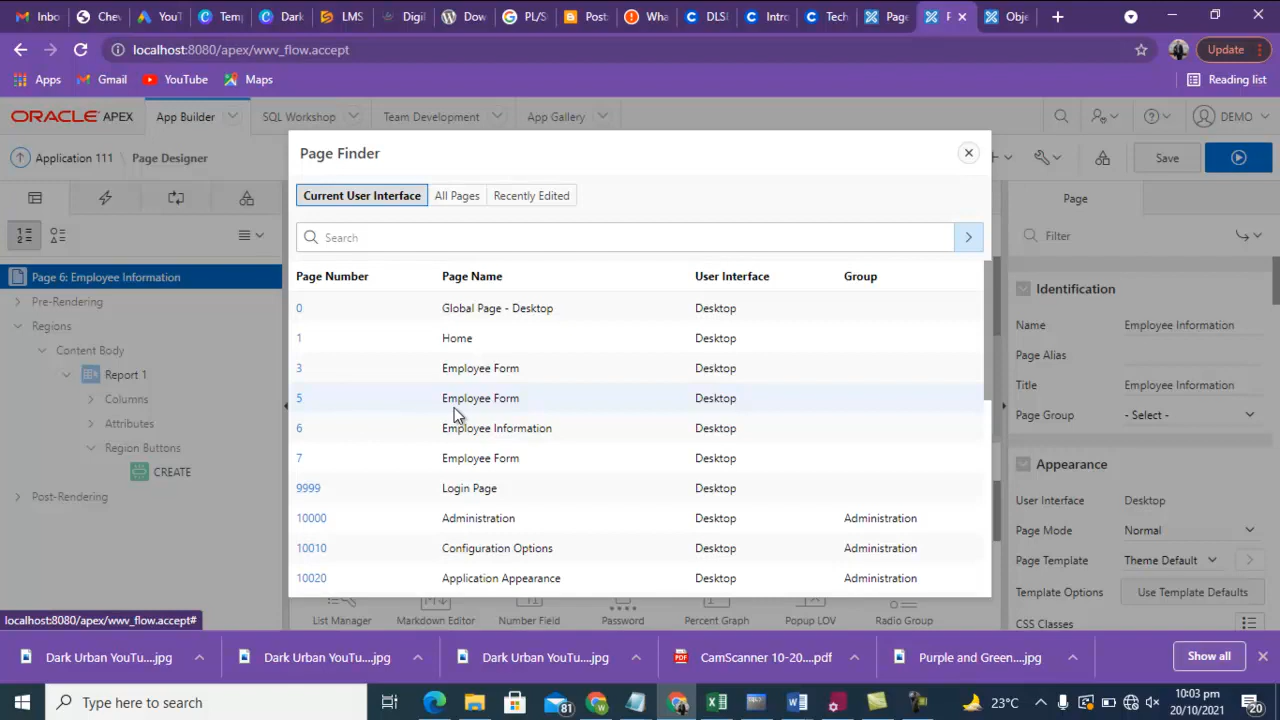 Inbo
Chev
YouT
Temp
Dark
LMS
Digit
Dow
PL/S
Post:
Wha
DLSI
Intro
Tech
Page
F
Obje
localhost:8080/apex/wwv_flow.accept
Update
Apps
Gmail
YouTube
Maps
Reading list
ORACLE APEX
App Builder
SQL Workshop
Team Development
App Gallery
DEMO
Application 111
Page Designer
Save
Page Finder
Current User Interface
All Pages
Recently Edited
Search
Page Number Page Name User Interface Group
0 Global Page - Desktop Desktop
1 Home Desktop
3 Employee Form Desktop
5 Employee Form Desktop
6 Employee Information Desktop
7 Employee Form Desktop
9999 Login Page Desktop
10000 Administration Desktop Administration
10010 Configuration Options Desktop Administration
10020 Application Appearance Desktop Administration
Page 6: Employee Information
Pre-Rendering
Regions
Content Body
Report 1
Columns
Attributes
Region Buttons
CREATE
Post-Rendering
Page
Filter
Identification
Name Employee Information
Page Alias
Title Employee Information
Page Group - Select -
Appearance
User Interface Desktop
Page Mode Normal
Page Template Theme Default
Template Options Use Template Defaults
CSS Classes
List Manager
Markdown Editor
Number Field
Password
Percent Graph
Popup LOV
Radio Group
localhost:8080/apex/wwv_flow.accept#
Dark Urban YouTu....jpg
Dark Urban YouTu....jpg
Dark Urban YouTu....jpg
CamScanner 10-20....pdf
Purple and Green....jpg
Show all
Type here to search
81
23°C
10:03 pm
20/10/2021
20